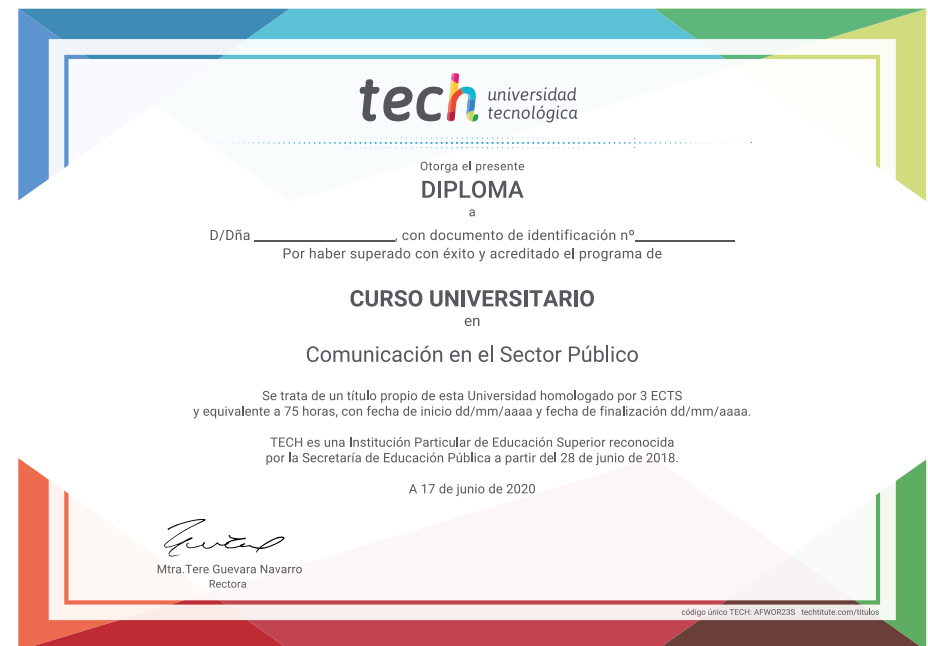 tech universidad
tecnológica
Otorga el presente
DIPLOMA
a
D/Dña ________________, con documento de identificación nº____________
Por haber superado con éxito y acreditado el programa de
CURSO UNIVERSITARIO
en
Comunicación en el Sector Público
Se trata de un título propio de esta Universidad homologado por 3 ECTS
y equivalente a 75 horas, con fecha de inicio dd/mm/aaaa y fecha de finalización dd/mm/aaaa.
TECH es una Institución Particular de Educación Superior reconocida
por la Secretaría de Educación Pública a partir del 28 de junio de 2018.
A 17 de junio de 2020
Mtra.Tere Guevara Navarro
Rectora
código único TECH: AFWOR23S techtitute.com/titulos